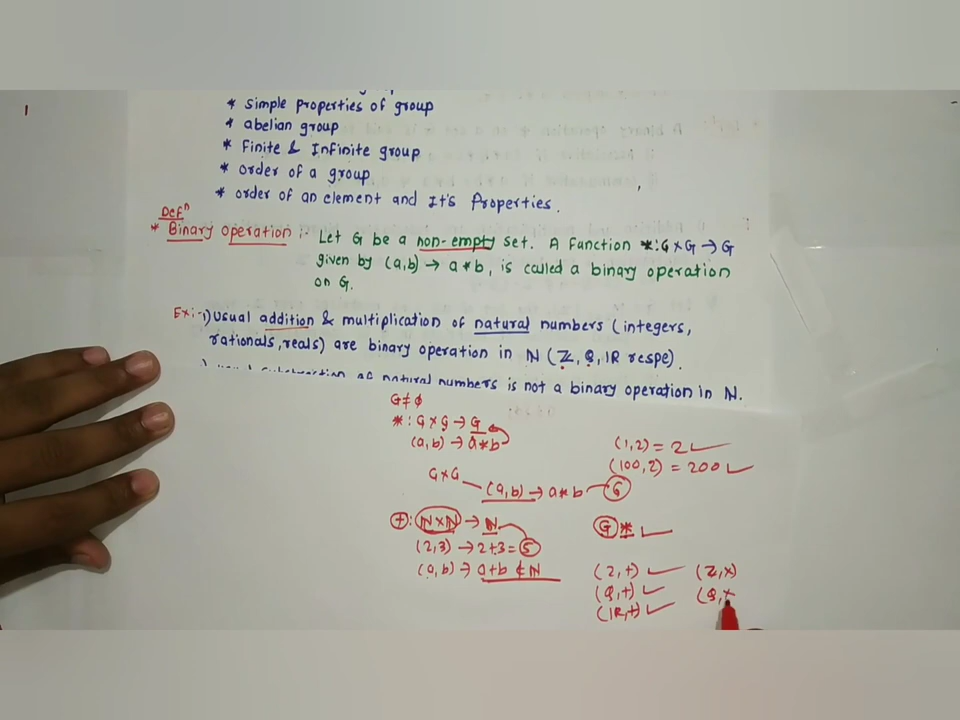 1
* Simple properties of group
* abelian group
* Finite & Infinite group
* order of a group
* order of an element and It's Properties.
Defⁿ
* Binary operation :- Let G be a non-empty set. A function *: G × G → G
given by (a,b) → a * b, is called a binary operation
on G.
Ex:- 1) Usual addition & multiplication of natural numbers (integers,
rationals, reals) are binary operation in N (Z, Q, IR respe).
of natural numbers is not a binary operation in N.
G ≠ ϕ
*: G × G → G
(a, b) → a * b
(1,2) = 2 ✓
(100,2) = 200 ✓
G×G
(a,b) → a * b G
+: N×N → N
G * ✓
(2,3) → 2+3 = 5
(a,b) → a+b ∉ N
(Z,+) ✓ (Z,×)
(Q,+) ✓ (Q,×
(IR,+) ✓